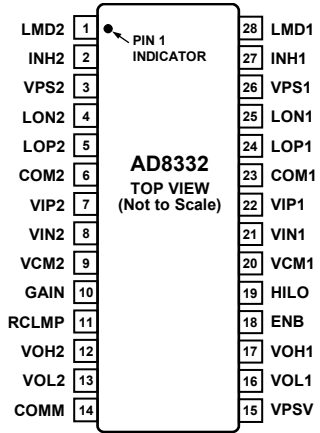 LMD2 1 28 LMD1
PIN 1
INDICATOR
INH2 2 27 INH1
VPS2 3 26 VPS1
LON2 4 25 LON1
LOP2 5 24 LOP1
COM2 6 23 COM1
AD8332
TOP VIEW
(Not to Scale)
VIP2 7 22 VIP1
VIN2 8 21 VIN1
VCM2 9 20 VCM1
GAIN 10 19 HILO
RCLMP 11 18 ENB
VOH2 12 17 VOH1
VOL2 13 16 VOL1
COMM 14 15 VPSV